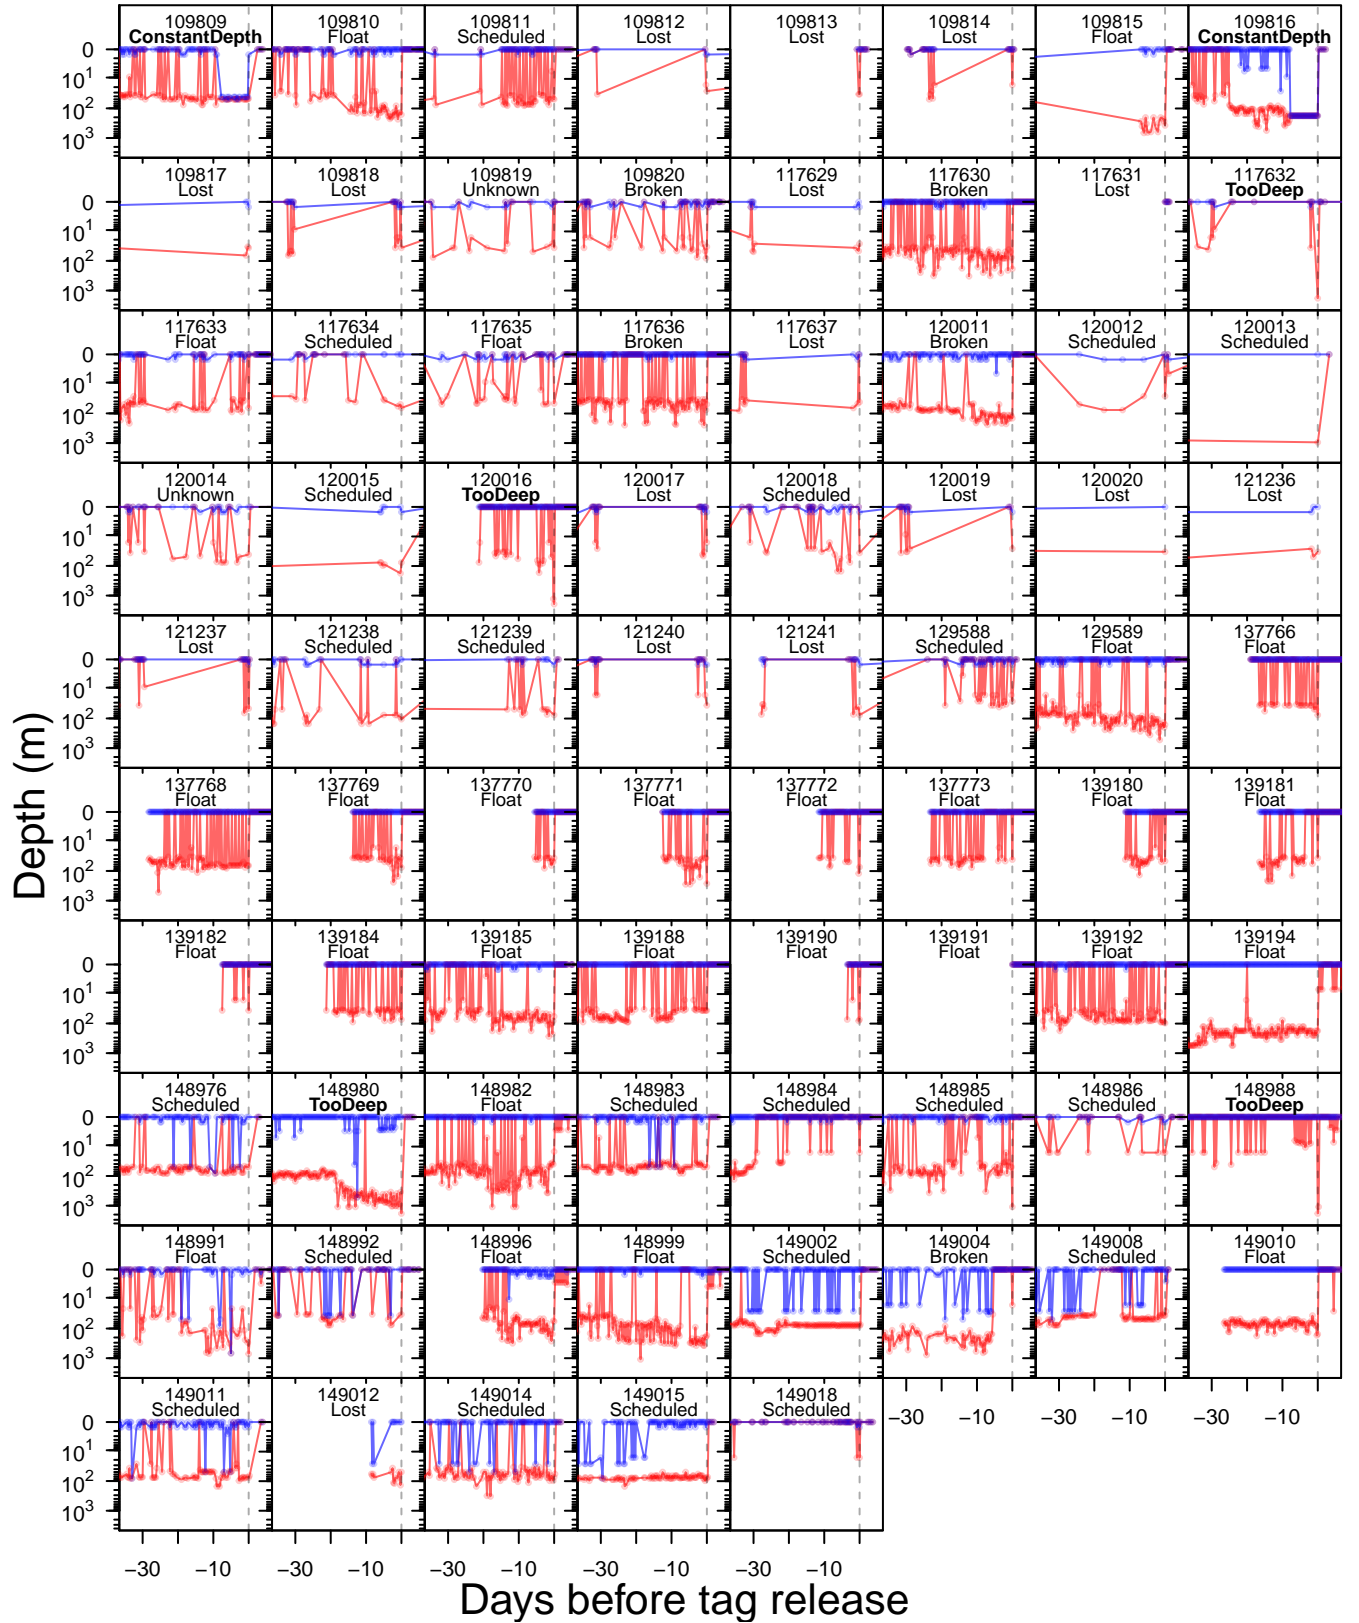 109809 109810 109811 109812 109813 109814 109815 109816
ConstantDepth Float Scheduled Lost Lost Lost Float ConstantDepth
0
10¹
10²
10³
109817 109818 109819 109820 117629 117630 117631 117632
Lost Lost Unknown Broken Lost Broken Lost TooDeep
0
10¹
10²
10³
117633 117634 117635 117636 117637 120011 120012 120013
Float Scheduled Float Broken Lost Broken Scheduled Scheduled
0
10¹
10²
10³
120014 120015 120016 120017 120018 120019 120020 121236
Unknown Scheduled TooDeep Lost Scheduled Lost Lost Lost
0
10¹
10²
10³
121237 121238 121239 121240 121241 129588 129589 137766
Lost Scheduled Scheduled Lost Lost Scheduled Float Float
0
10¹
10²
10³
137768 137769 137770 137771 137772 137773 139180 139181
Float Float Float Float Float Float Float Float
0
10¹
10²
10³
139182 139184 139185 139188 139190 139191 139192 139194
Float Float Float Float Float Float Float Float
0
10¹
10²
10³
148976 148980 148982 148983 148984 148985 148986 148988
Scheduled TooDeep Float Scheduled Scheduled Scheduled Scheduled TooDeep
0
10¹
10²
10³
148991 148992 148996 148999 149002 149004 149008 149010
Float Scheduled Float Float Scheduled Broken Scheduled Float
0
10¹
10²
10³
149011 149012 149014 149015 149018
Scheduled Lost Scheduled Scheduled Scheduled
0
10¹
10²
10³
−30 −10 −30 −10 −30 −10
−30 −10 −30 −10 −30 −10 −30 −10 −30 −10
Depth (m)
Days before tag release